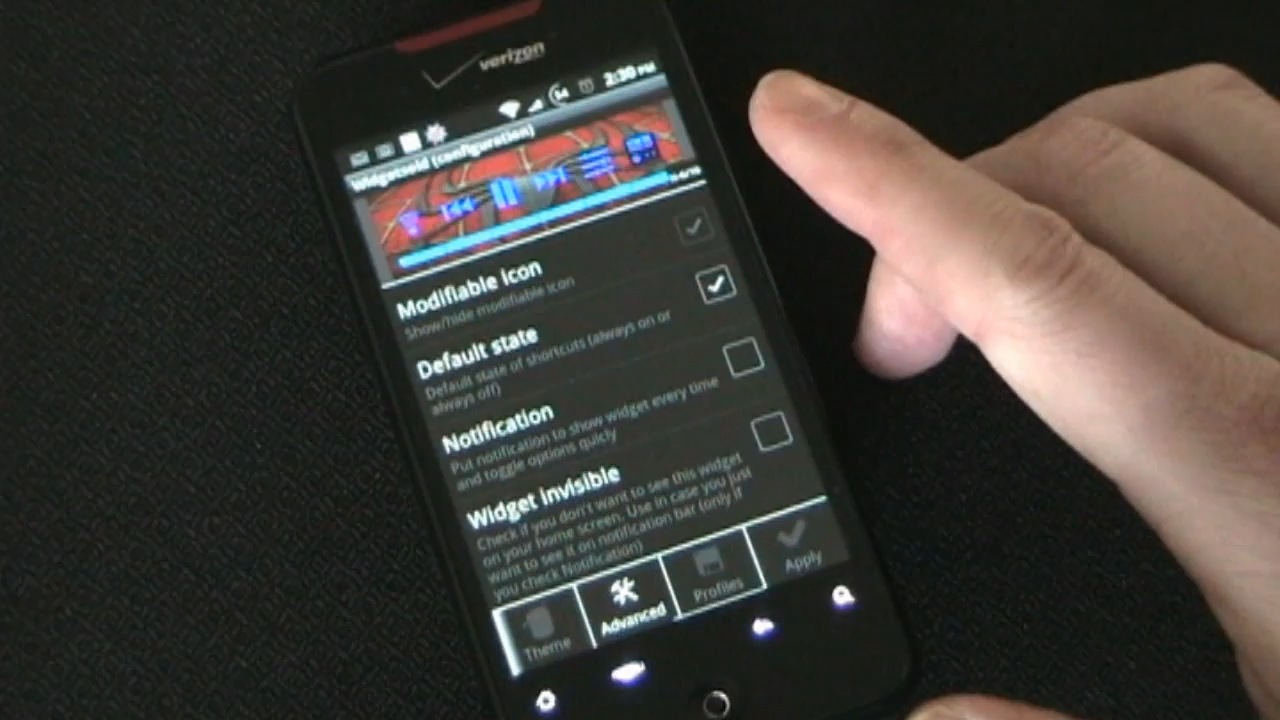 verizon
54 2:30 PM
Widgetsoid (configuration)
Modifiable icon
Show/hide modifiable icon
Default state
Default state of shortcuts (always on or
always off)
Notification
Put notification to show widget every time
and toggle options quickly
Widget invisible
Check if you don't want to see this widget
on your home screen. Use in case you just
want to see it on notification bar (only if
you check Notification)
Theme
Advanced
Profiles
Apply